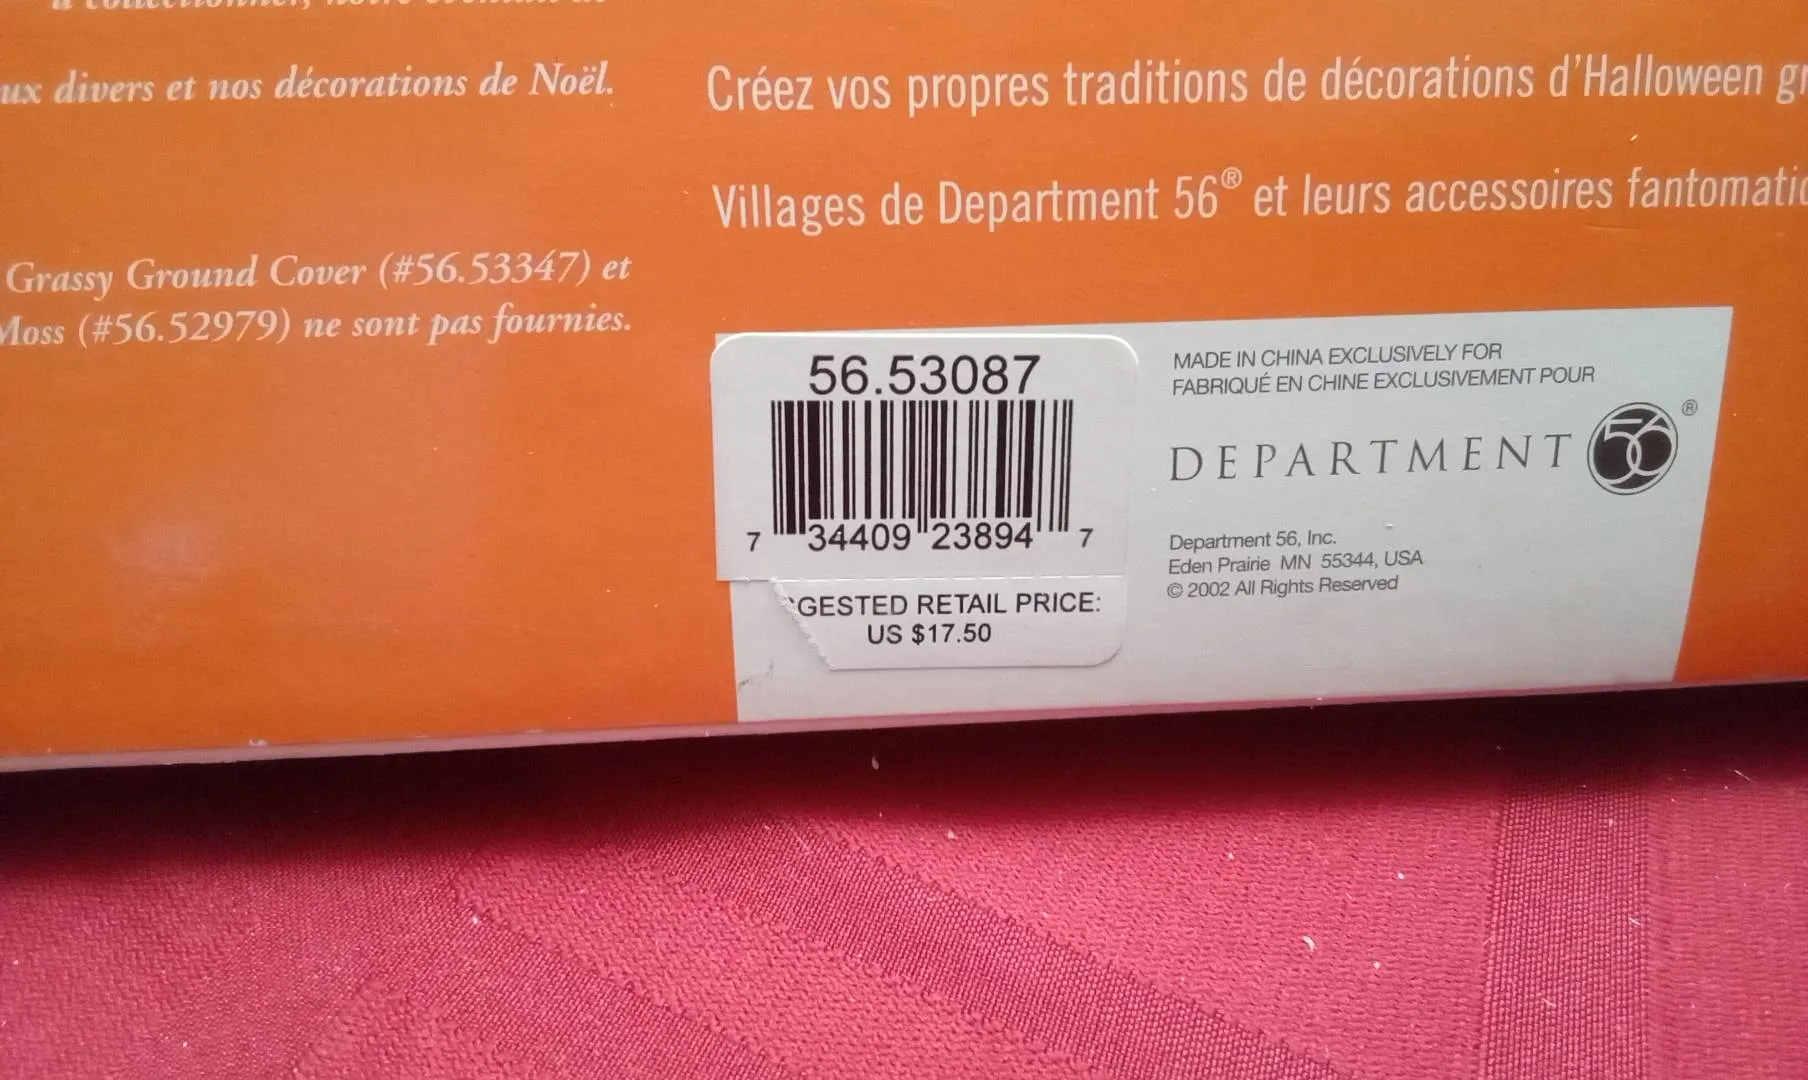 ux divers et nos décorations de Noël.
Grassy Ground Cover (#56.53347) et
Moss (#56.52979) ne sont pas fournies.
Créez vos propres traditions de décorations d'Halloween
Villages de Department 56® et leurs accessoires
56.53087
7 34409 23894 7
GESTED RETAIL PRICE:
US $17.50
MADE IN CHINA EXCLUSIVELY FOR
FABRIQUÉ EN CHINE EXCLUSIVEMENT POUR
DEPARTMENT 56®
Department 56, Inc.
Eden Prairie MN 55344, USA
© 2002 All Rights Reserved